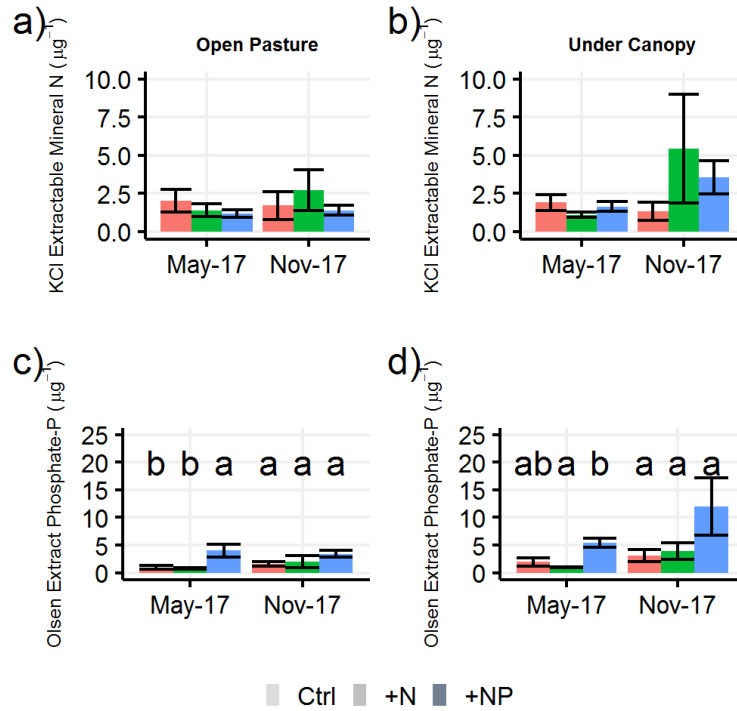 a)
b)
Open Pasture
Under Canopy
KCl Extractable Mineral N ( μg⁻¹)
10.0
7.5
5.0
2.5
0.0
May-17 Nov-17
KCl Extractable Mineral N ( μg⁻¹)
10.0
7.5
5.0
2.5
0.0
May-17 Nov-17
c)
d)
Olsen Extract Phosphate-P ( μg⁻¹)
25
20
15
10
5
0
b b a a a a
May-17 Nov-17
Olsen Extract Phosphate-P ( μg⁻¹)
25
20
15
10
5
0
ab a b a a a
May-17 Nov-17
Ctrl +N +NP